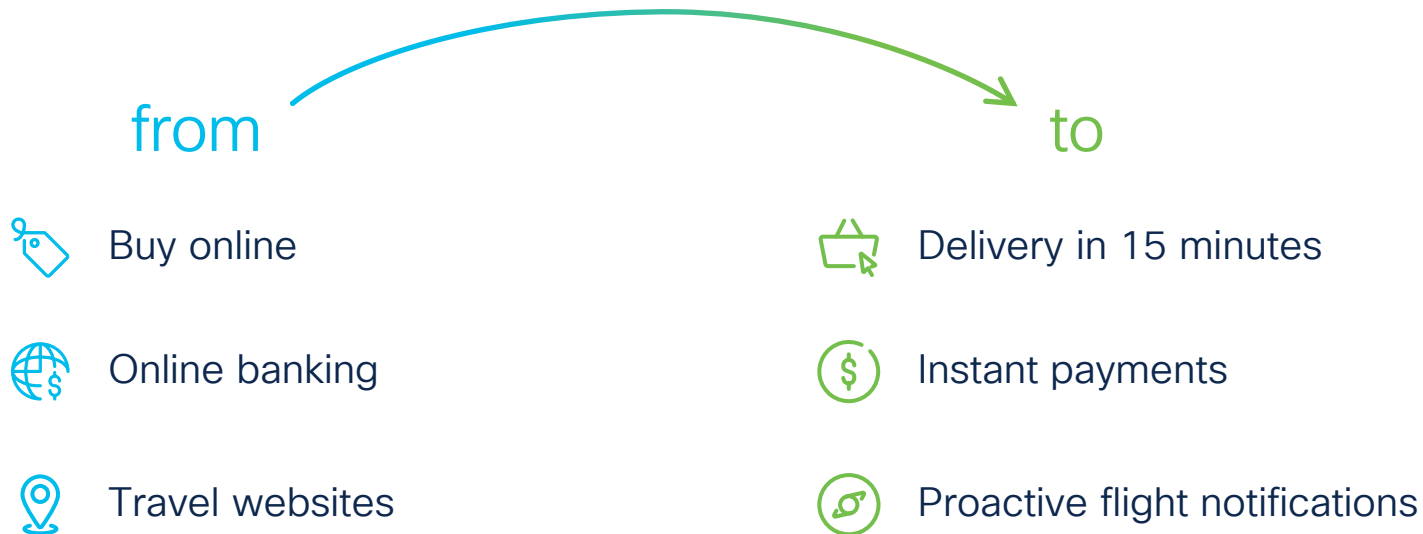 from
to
Buy online
Delivery in 15 minutes
Online banking
Instant payments
Travel websites
Proactive flight notifications